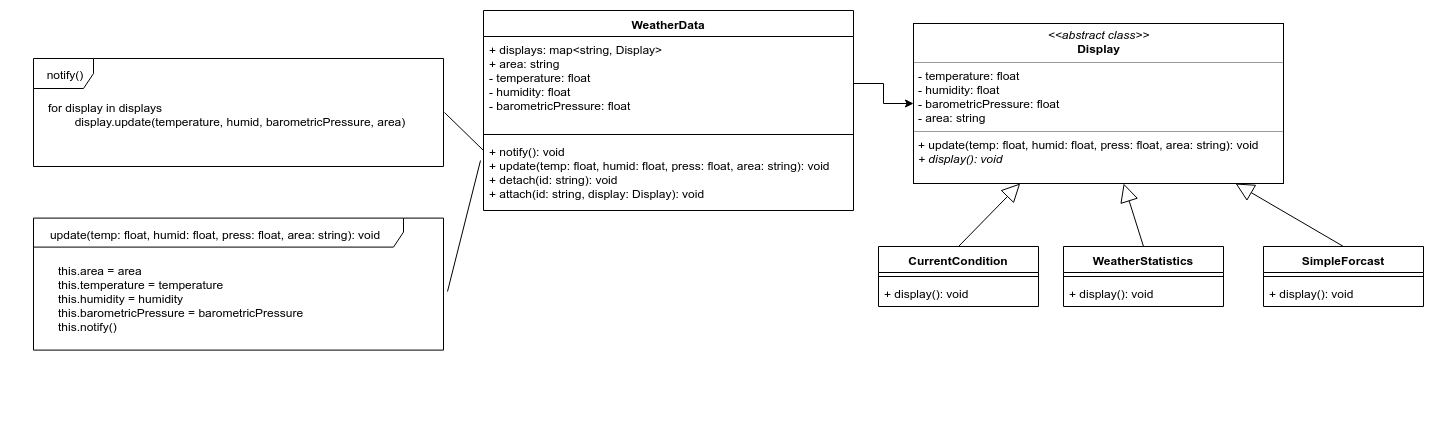 notify()
for display in displays
display.update(temperature, humid, barometricPressure, area)
update(temp: float, humid: float, press: float, area: string): void
this.area = area
this.temperature = temperature
this.humidity = humidity
this.barometricPressure = barometricPressure
this.notify()
WeatherData
+ displays: map<string, Display>
+ area: string
- temperature: float
- humidity: float
- barometricPressure: float
+ notify(): void
+ update(temp: float, humid: float, press: float, area: string): void
+ detach(id: string): void
+ attach(id: string, display: Display): void
<<abstract class>>
Display
- temperature: float
- humidity: float
- barometricPressure: float
- area: string
+ update(temp: float, humid: float, press: float, area: string): void
+ display(): void
CurrentCondition
+ display(): void
WeatherStatistics
+ display(): void
SimpleForcast
+ display(): void